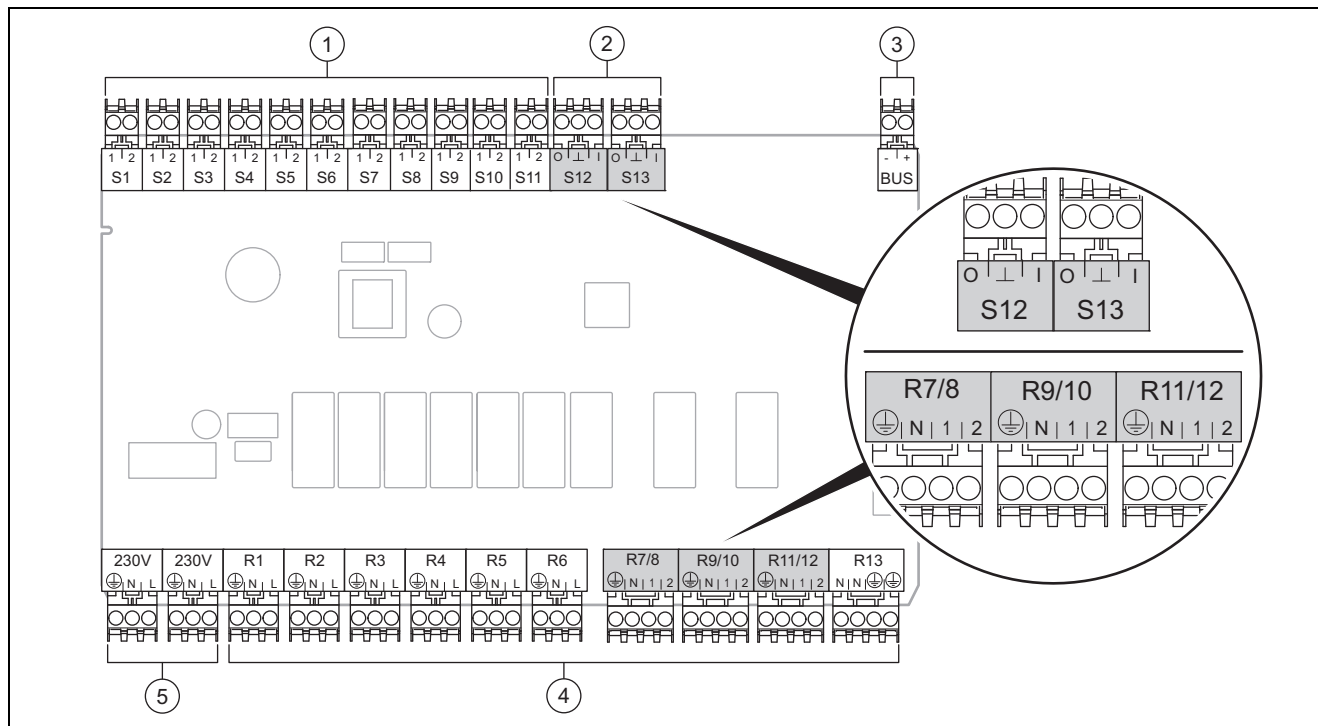 1 2 3
1 2 1 2 1 2 1 2 1 2 1 2 1 2 1 2 1 2 1 2 1 2 O ⊥ I O ⊥ I - +
S1 S2 S3 S4 S5 S6 S7 S8 S9 S10 S11 S12 S13 BUS
O ⊥ I O ⊥ I
S12 S13
R7/8 R9/10 R11/12
N 1 2 N 1 2 N 1 2
230V 230V R1 R2 R3 R4 R5 R6 R7/8 R9/10 R11/12 R13
N L N L N L N L N L N L N L N L N 1 2 N 1 2 N 1 2 N N
5 4